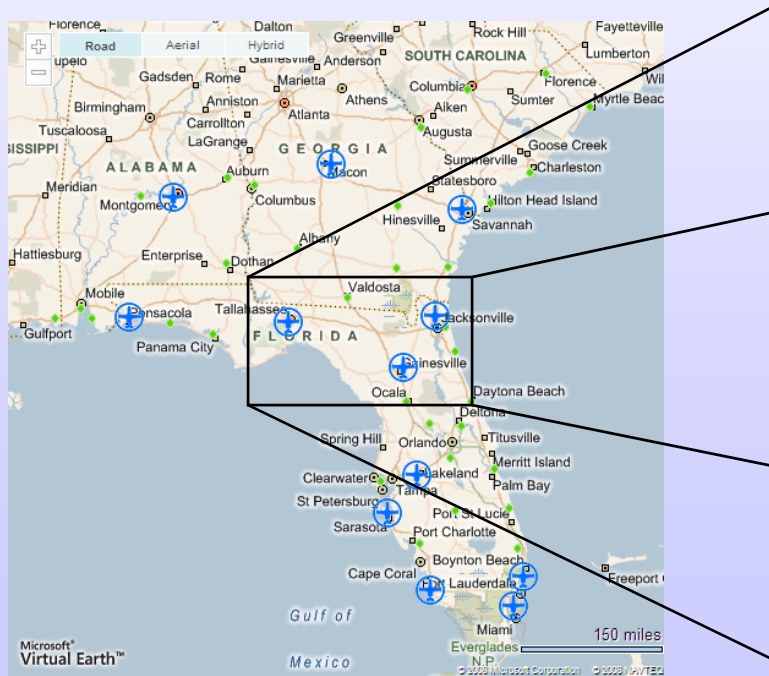 Florence
Dalton
Greenville
Rock Hill
Fayetteville
Road Aerial Hybrid
Gainesville
Anderson
SOUTH CAROLINA
Lumberton
Tupelo
Gadsden
Rome
Marietta
Columbia
Florence
Wil
Birmingham
Anniston
Athens
Aiken
Sumter
Myrtle Beac
Carrollton
Atlanta
Tuscaloosa
Augusta
LaGrange
GEORGIA
Goose Creek
SISSIPPI
ALABAMA
Summerville
Macon
Charleston
Auburn
Statesboro
Meridian
Montgomery
Columbus
Hilton Head Island
Hinesville
Savannah
Albany
Hattiesburg
Enterprise
Dothan
Valdosta
Mobile
Pensacola
Tallahassee
Jacksonville
Gulfport
FLORIDA
Panama City
Gainesville
Ocala
Daytona Beach
Deltona
Spring Hill
Orlando
Titusville
Merritt Island
Clearwater
Lakeland
Tampa
Palm Bay
St Petersburg
Port St Lucie
Sarasota
Port Charlotte
Boynton Beach
Cape Coral
Fort Lauderdale
Freeport
Gulf of
Miami
150 miles
Microsoft®
Virtual Earth™
Everglades
Mexico
N.P.
© 2008 Microsoft Corporation © 2008 NAVTEQ